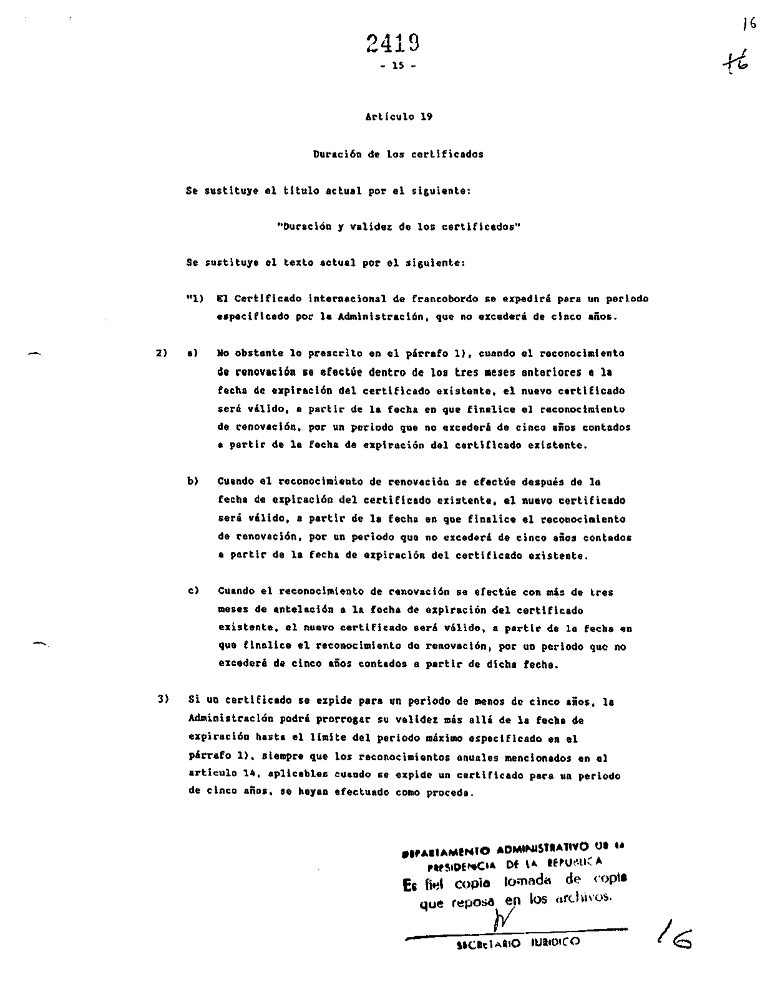 16
2419
- 15 -
16
Artículo 19
Duración de los certificados
Se sustituye el título actual por el siguiente:
"Duración y validez de los certificados"
Se sustituye el texto actual por el siguiente:
"1) El Certificado internacional de francobordo se expedirá para un periodo
especificado por la Administración, que no excederá de cinco años.
2) a) No obstante lo prescrito en el párrafo 1), cuando el reconocimiento
de renovación se efectúe dentro de los tres meses anteriores a la
fecha de expiración del certificado existente, el nuevo certificado
será válido, a partir de la fecha en que finalice el reconocimiento
de renovación, por un periodo que no excederá de cinco años contados
a partir de la fecha de expiración del certificado existente.
b) Cuando el reconocimiento de renovación se efectúe después de la
fecha de expiración del certificado existente, el nuevo certificado
será válido, a partir de la fecha en que finalice el reconocimiento
de renovación, por un periodo que no excederá de cinco años contados
a partir de la fecha de expiración del certificado existente.
c) Cuando el reconocimiento de renovación se efectúe con más de tres
meses de antelación a la fecha de expiración del certificado
existente, el nuevo certificado será válido, a partir de la fecha en
que finalice el reconocimiento de renovación, por un periodo que no
excederá de cinco años contados a partir de dicha fecha.
3) Si un certificado se expide para un periodo de menos de cinco años, la
Administración podrá prorrogar su validez más allá de la fecha de
expiración hasta el límite del periodo máximo especificado en el
párrafo 1), siempre que los reconocimientos anuales mencionados en el
artículo 14, aplicables cuando se expide un certificado para un periodo
de cinco años, se hayan efectuado como proceda.
DEPARTAMENTO ADMINISTRATIVO DE LA
PRESIDENCIA DE LA REPUBLICA
Es fiel copia tomada de copia
que reposa en los archivos.
SECRETARIO JURIDICO
16